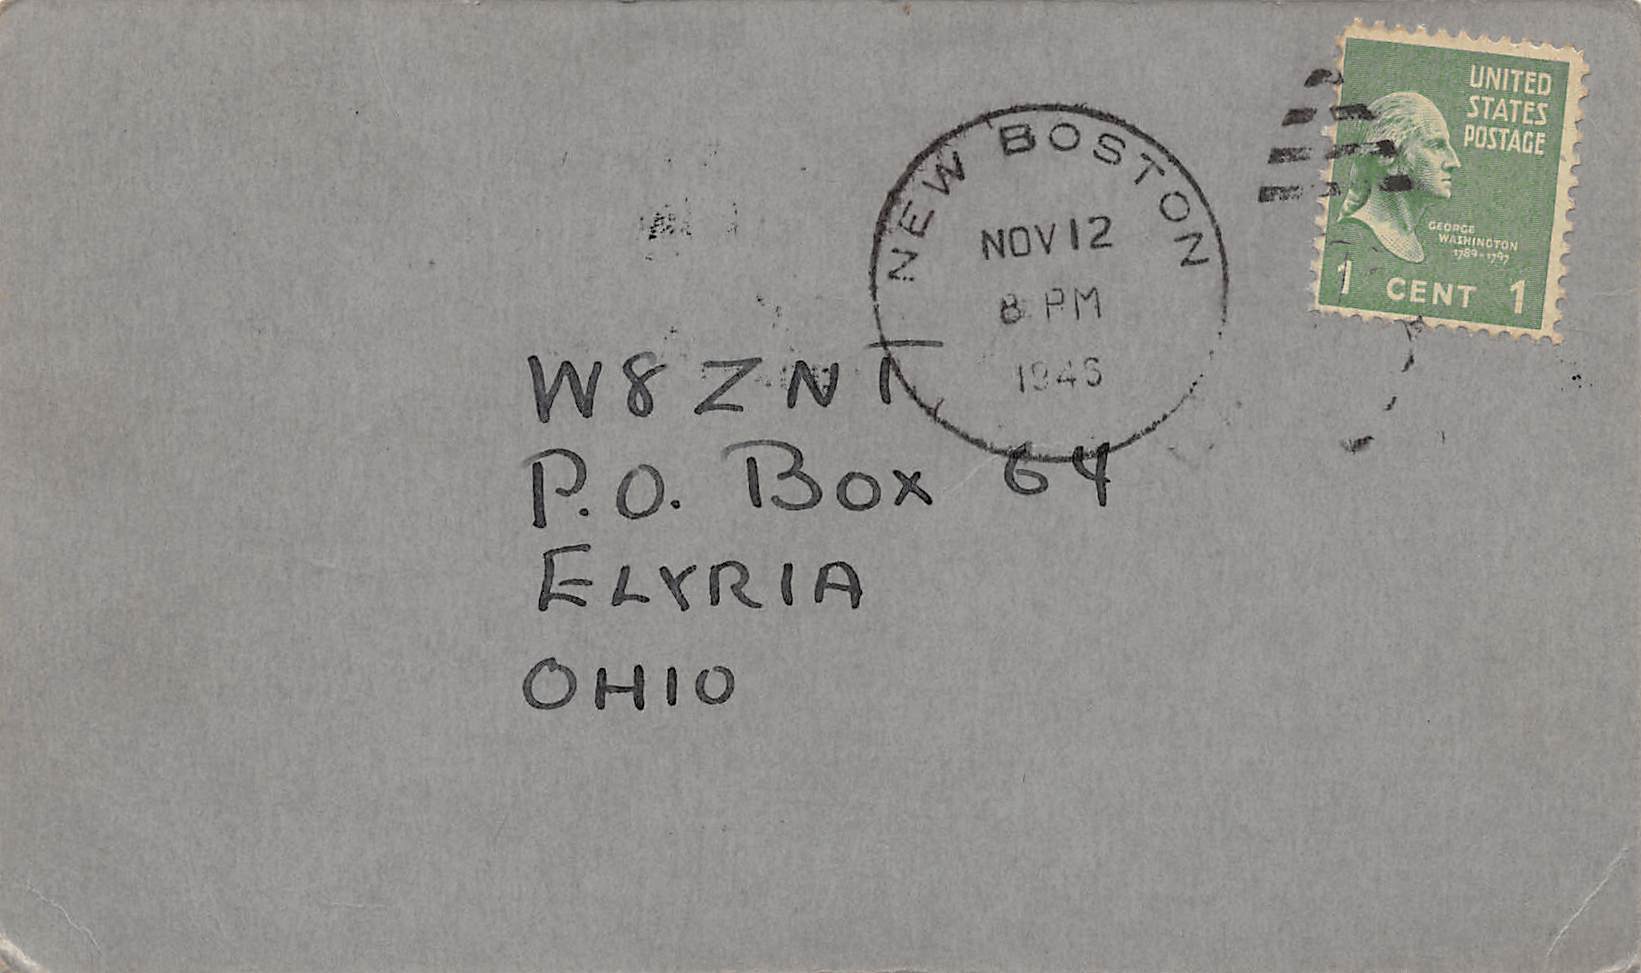 UNITED
STATES
POSTAGE
GEORGE
WASHINGTON
1789-1797
1 CENT 1
NEW BOSTON
NOV 12
8 PM
1946
W8ZNT
P.O. BOX 64
ELYRIA
OHIO